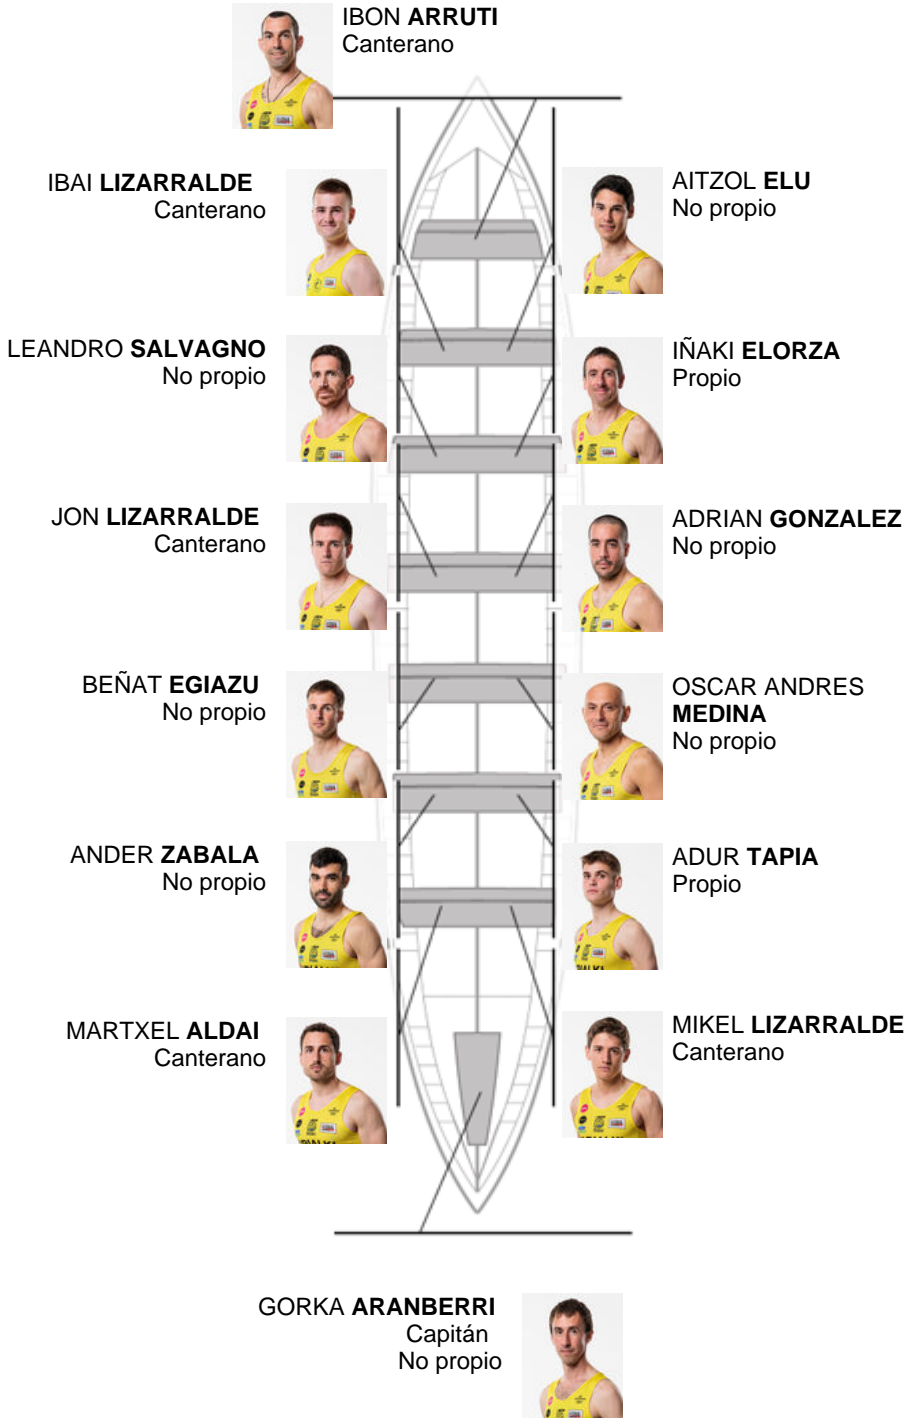 IBON ARRUTI
Canterano
IBAI LIZARRALDE
Canterano
AITZOL ELU
No propio
LEANDRO SALVAGNO
No propio
IÑAKI ELORZA
Propio
JON LIZARRALDE
Canterano
ADRIAN GONZALEZ
No propio
BEÑAT EGIAZU
No propio
OSCAR ANDRES
MEDINA
No propio
ANDER ZABALA
No propio
ADUR TAPIA
Propio
MARTXEL ALDAI
Canterano
MIKEL LIZARRALDE
Canterano
GORKA ARANBERRI
Capitán
No propio